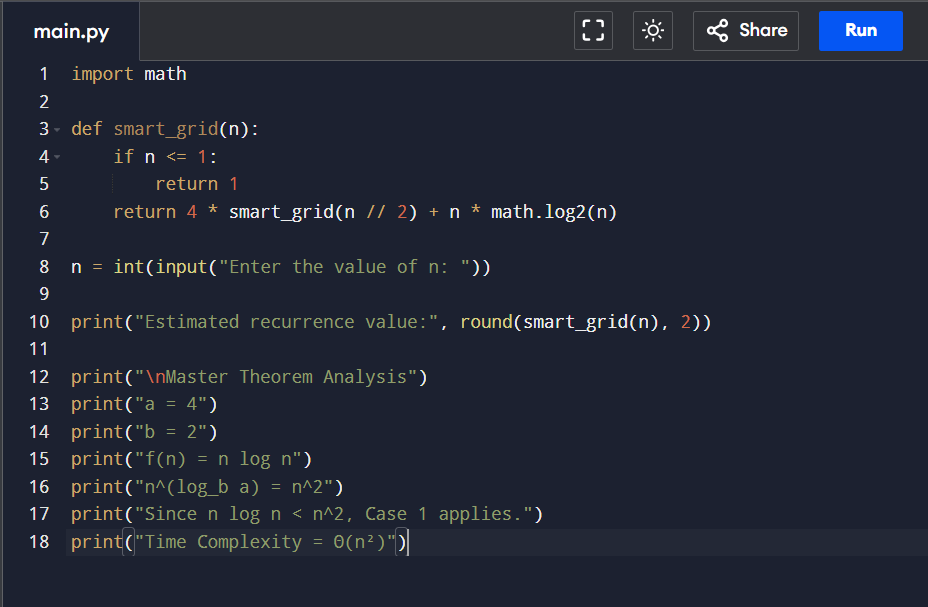 main.py
Share
Run
1 import math
2
3 def smart_grid(n):
4     if n <= 1:
5         return 1
6     return 4 * smart_grid(n // 2) + n * math.log2(n)
7
8 n = int(input("Enter the value of n: "))
9
10 print("Estimated recurrence value:", round(smart_grid(n), 2))
11
12 print("\nMaster Theorem Analysis")
13 print("a = 4")
14 print("b = 2")
15 print("f(n) = n log n")
16 print("n^(log_b a) = n^2")
17 print("Since n log n < n^2, Case 1 applies.")
18 print("Time Complexity = Θ(n²)")